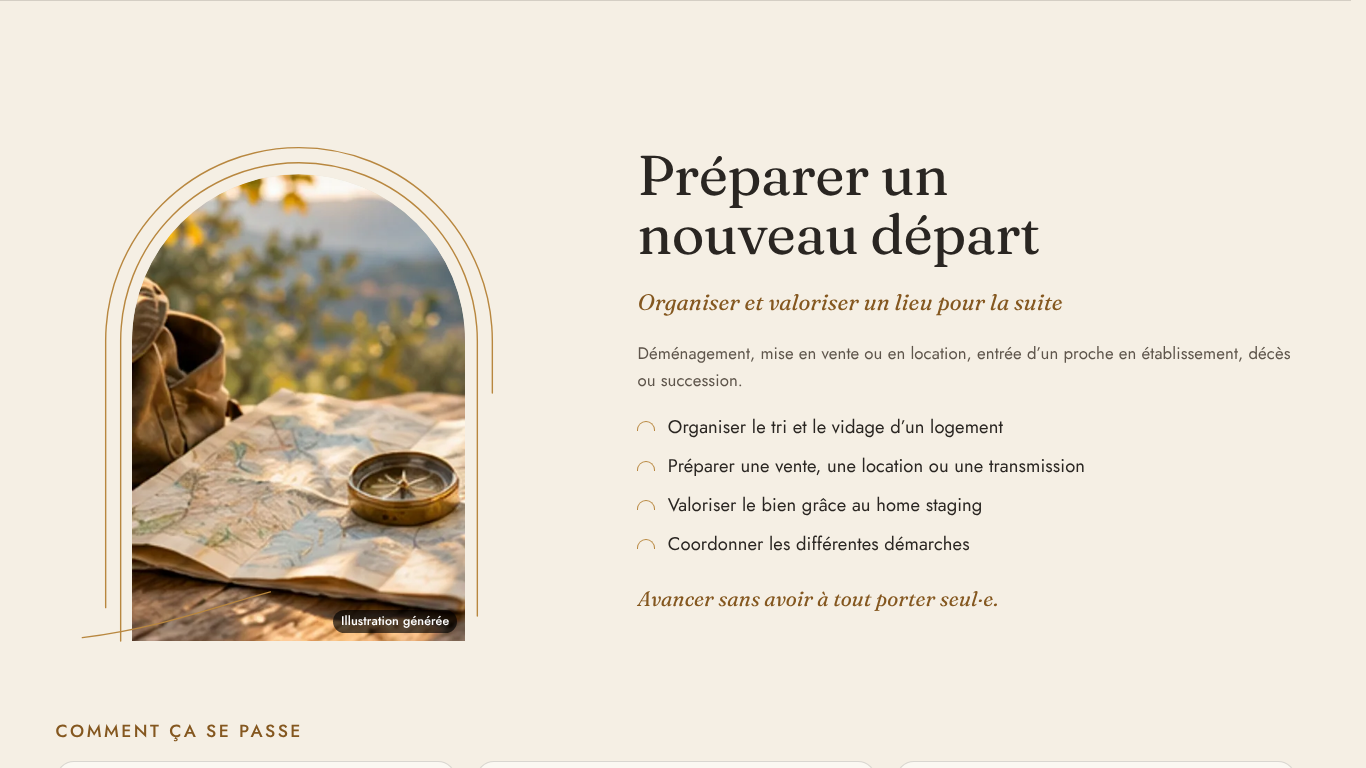 Préparer un
nouveau départ
Organiser et valoriser un lieu pour la suite
Déménagement, mise en vente ou en location, entrée d’un proche en établissement, décès
ou succession.
Organiser le tri et le vidage d’un logement
Préparer une vente, une location ou une transmission
Valoriser le bien grâce au home staging
Coordonner les différentes démarches
Avancer sans avoir à tout porter seul·e.
Illustration générée
COMMENT ÇA SE PASSE